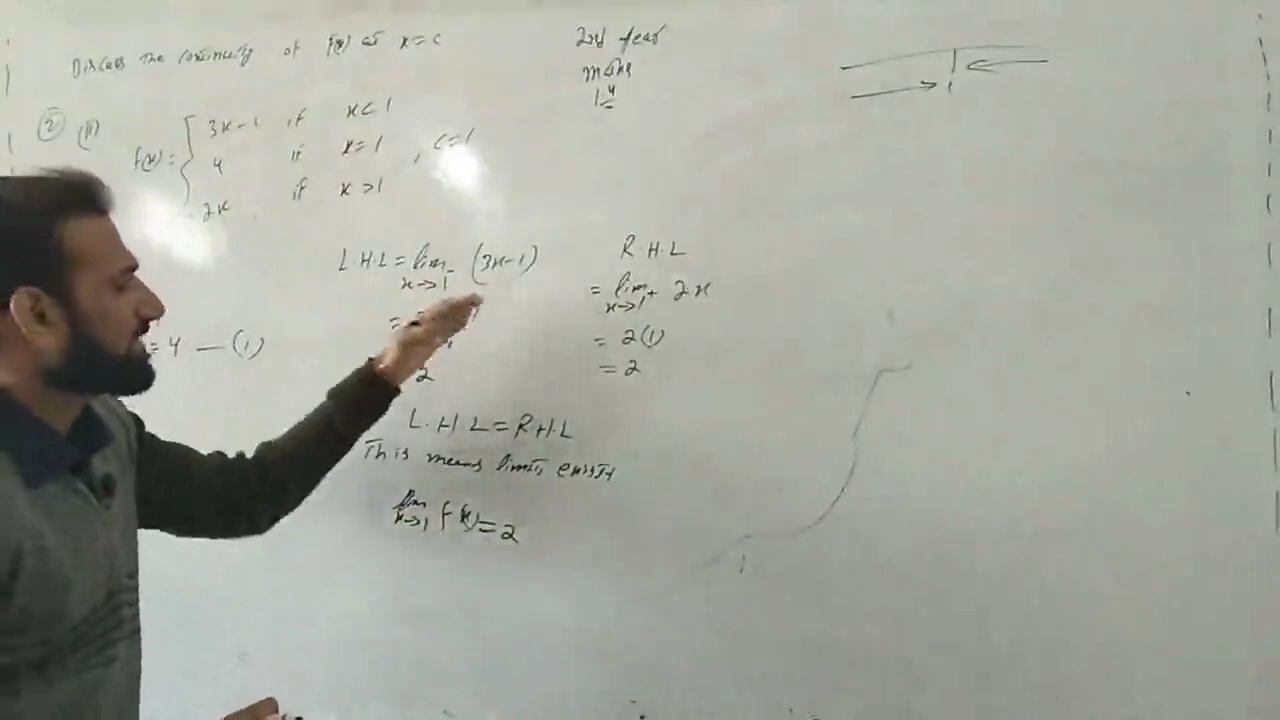 Discuss the continuity of f(x) at x=c
2nd year
maths
1.4
② (ii)
f(x) = { 3x-1 if x<1
4 if x=1 , c=1
2x if x>1
L.H.L = lim x→1⁻ (3x-1)
= 4 — (1)
2
R.H.L
= lim x→1⁺ 2x
= 2(1)
= 2
L.H.L = R.H.L
This means limits exists
lim x→1 f(x) = 2